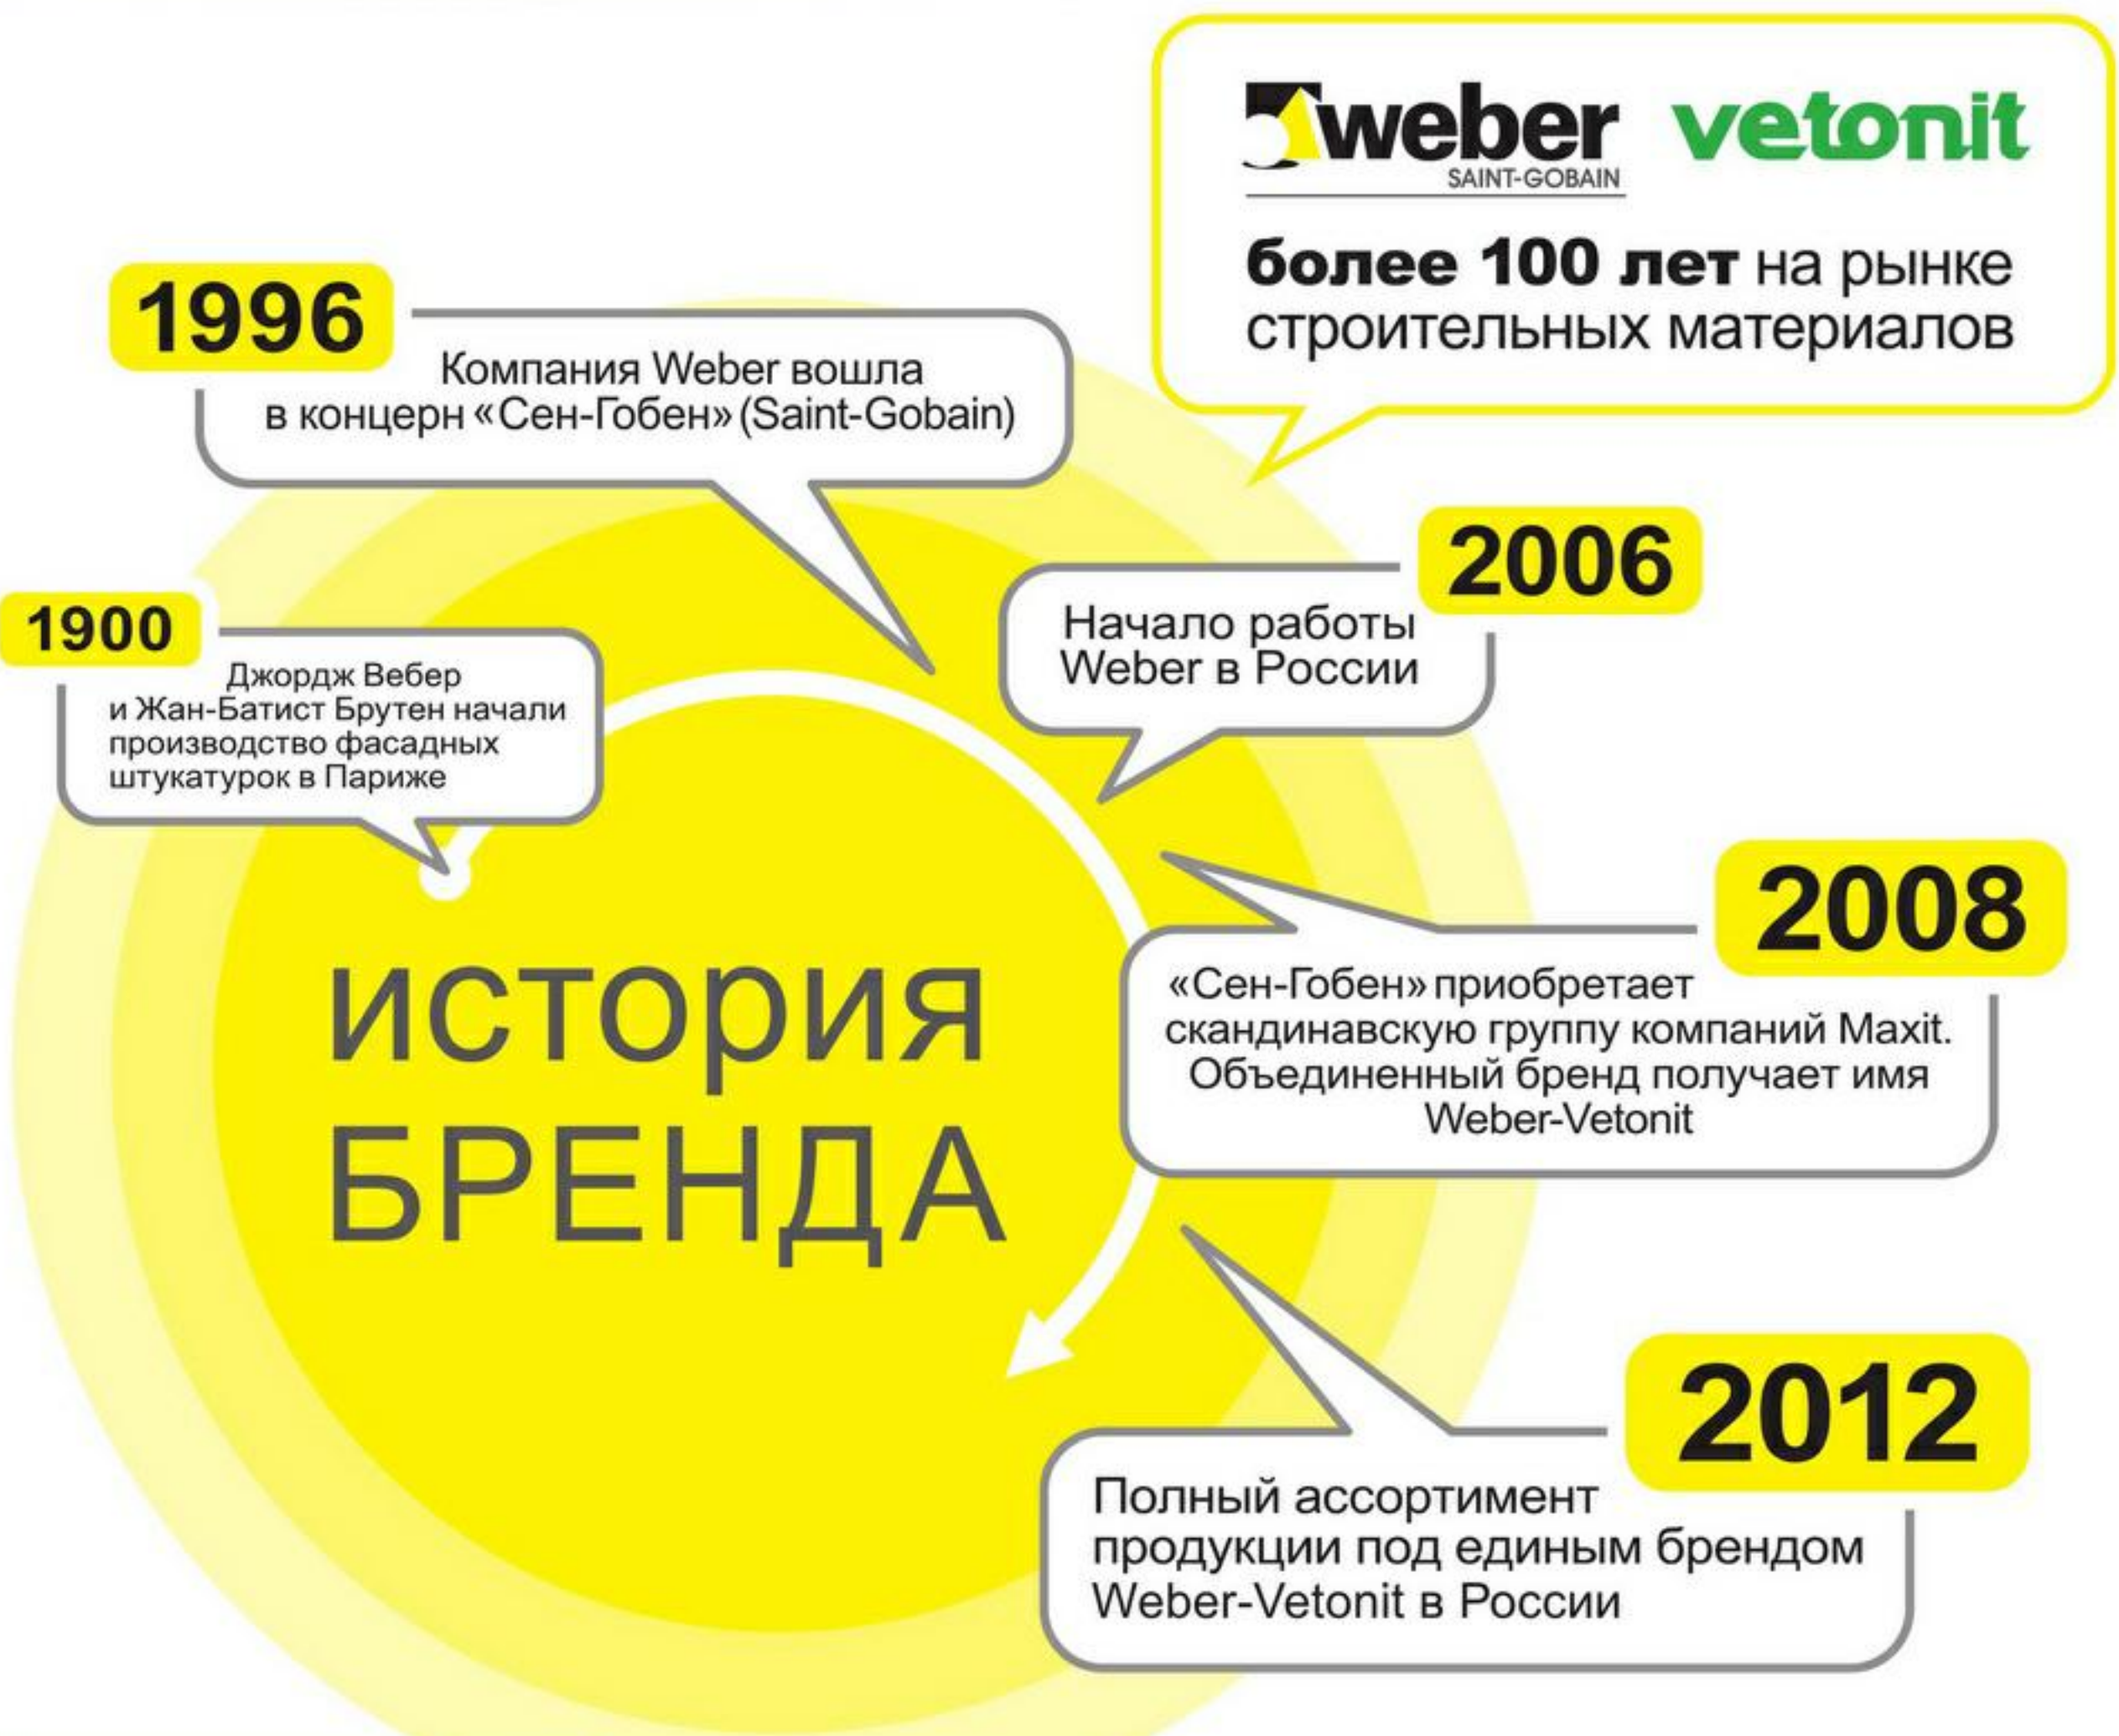 weber vetonit
SAINT-GOBAIN
более 100 лет на рынке
строительных материалов
1996
Компания Weber вошла
в концерн «Сен-Гобен» (Saint-Gobain)
2006
Начало работы
Weber в России
1900
Джордж Вебер
и Жан-Батист Брутен начали
производство фасадных
штукатурок в Париже
2008
«Сен-Гобен» приобретает
скандинавскую группу компаний Maxit.
Объединенный бренд получает имя
Weber-Vetonit
история
БРЕНДА
2012
Полный ассортимент
продукции под единым брендом
Weber-Vetonit в России